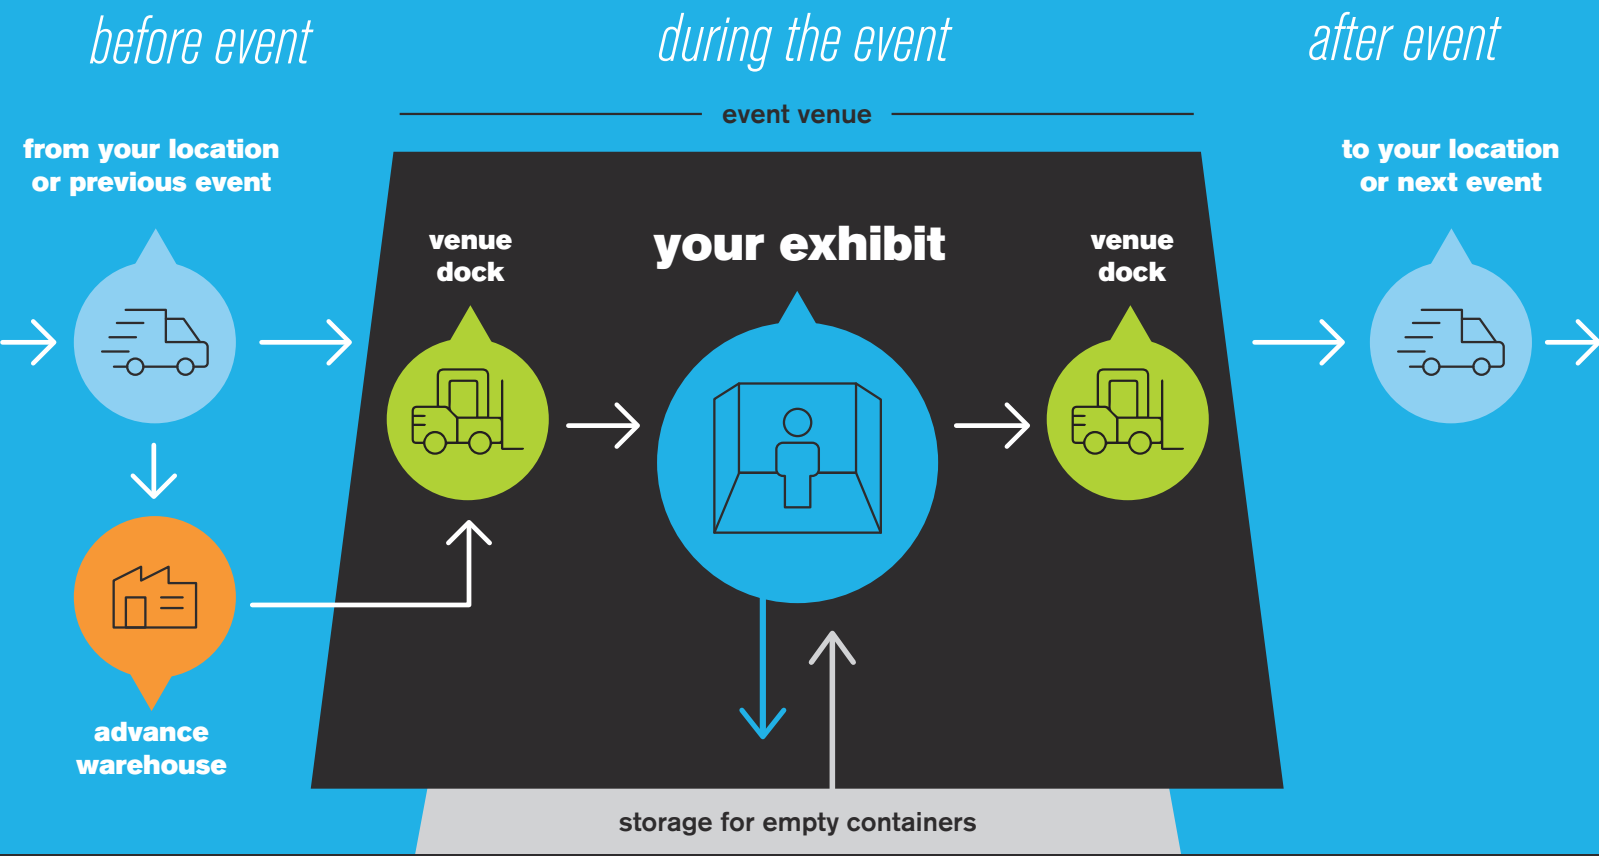 before event
during the event
after event
event venue
from your location
or previous event
to your location
or next event
venue
dock
your exhibit
venue
dock
advance
warehouse
storage for empty containers